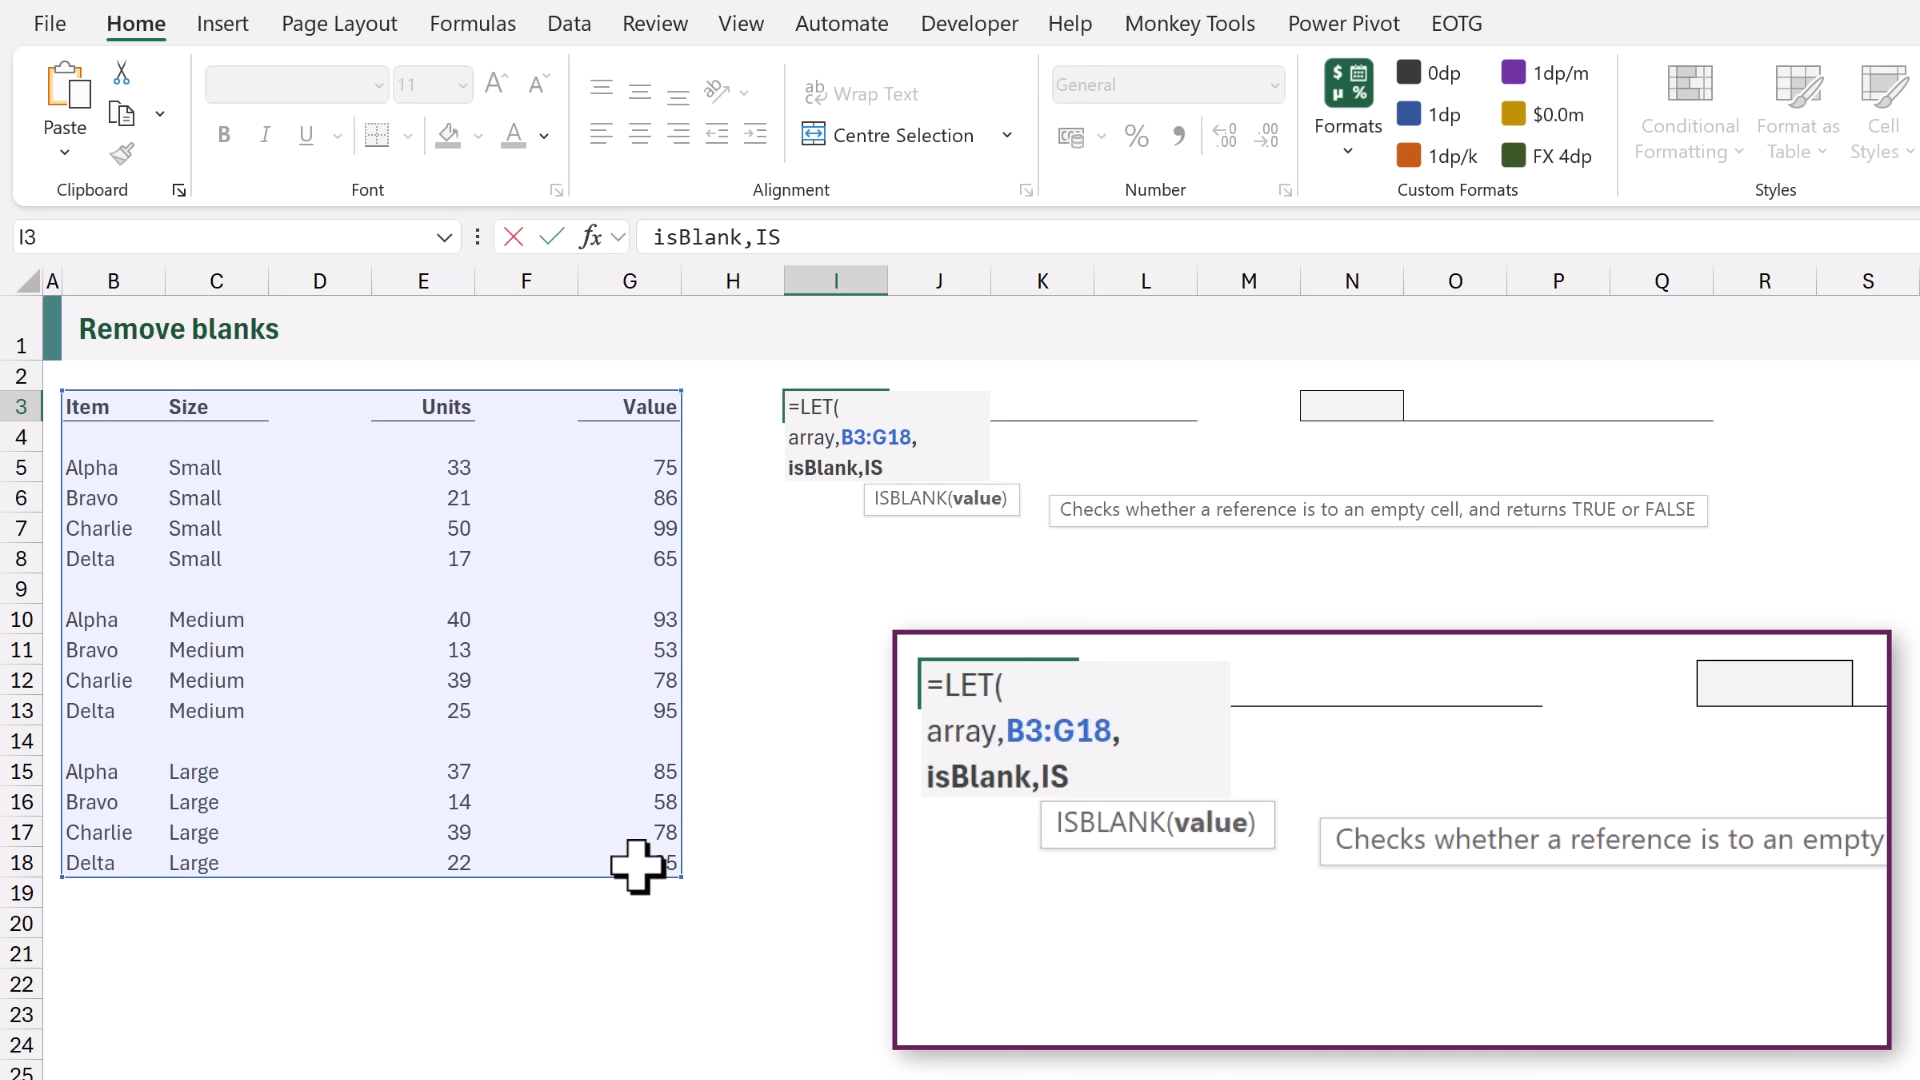 File Home Insert Page Layout Formulas Data Review View Automate Developer Help Monkey Tools Power Pivot EOTG
Paste
Clipboard
11
B I U A
Font
ab Wrap Text
Centre Selection
Alignment
General
% .00
Number
Formats
0dp 1dp/m
1dp $0.0m
1dp/k FX 4dp
Custom Formats
Conditional Formatting
Format as Table
Cell Styles
Styles
I3 fx isBlank,IS
A B C D E F G H I J K L M N O P Q R S
1 Remove blanks
2
3 Item Size Units Value =LET(
4 array,B3:G18,
5 Alpha Small 33 75 isBlank,IS
6 Bravo Small 21 86 ISBLANK(value) Checks whether a reference is to an empty cell, and returns TRUE or FALSE
7 Charlie Small 50 99
8 Delta Small 17 65
9
10 Alpha Medium 40 93
11 Bravo Medium 13 53
12 Charlie Medium 39 78
13 Delta Medium 25 95
14
15 Alpha Large 37 85
16 Bravo Large 14 58
17 Charlie Large 39 78
18 Delta Large 22
19
20
21
22
23
24
25
=LET(
array,B3:G18,
isBlank,IS
ISBLANK(value)
Checks whether a reference is to an empty